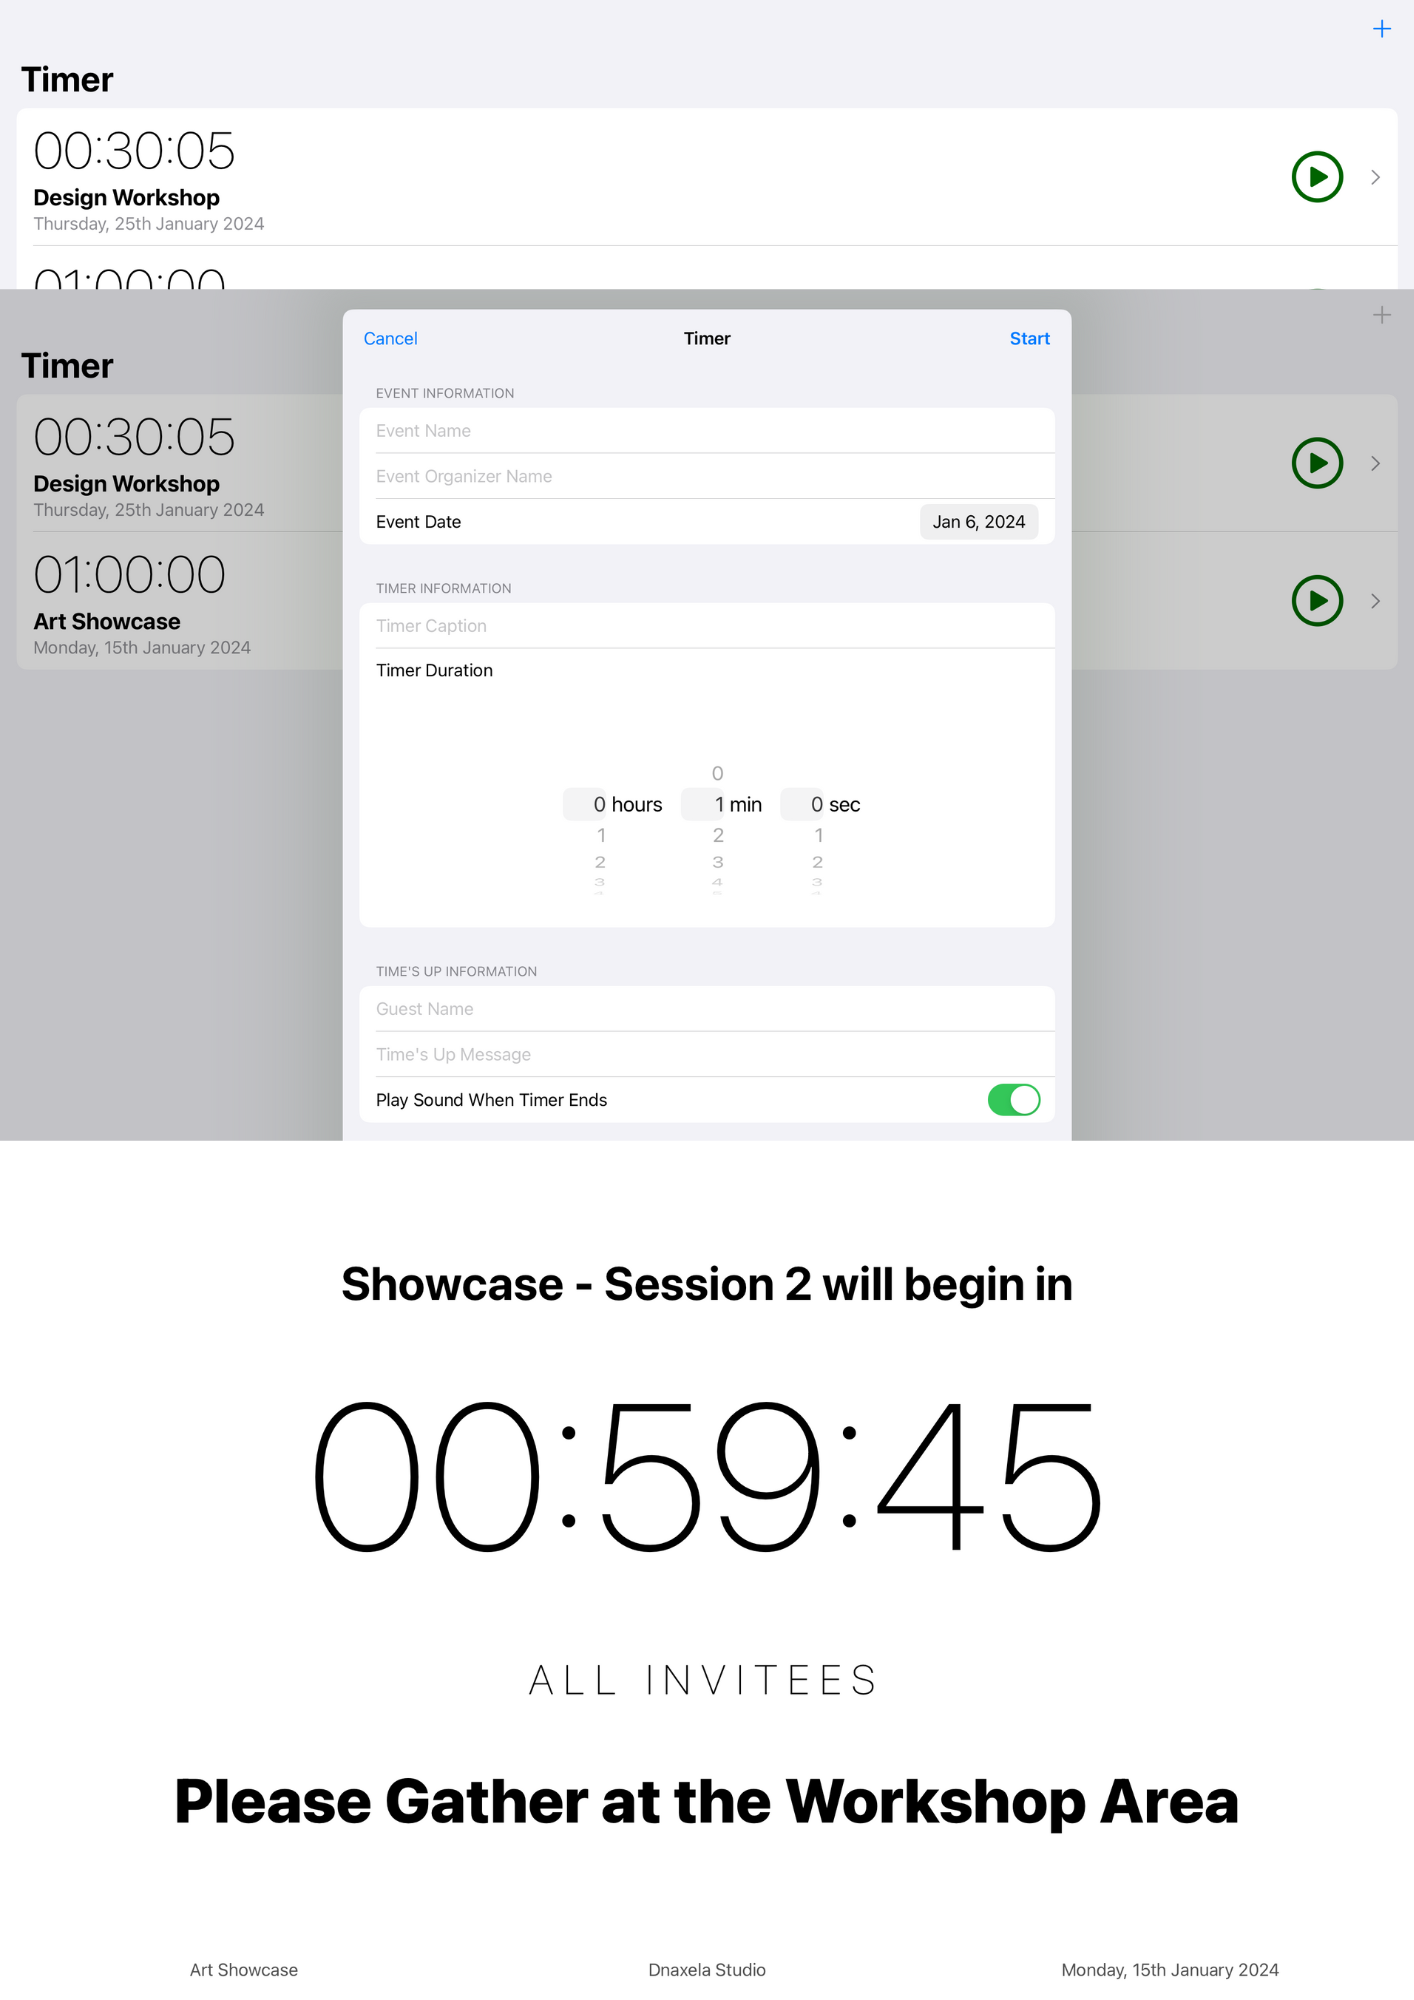 Timer
00:30:05
Design Workshop
Thursday, 25th January 2024
01:00:00
Timer
00:30:05
Design Workshop
Thursday, 25th January 2024
01:00:00
Art Showcase
Monday, 15th January 2024
Cancel Timer Start
EVENT INFORMATION
Event Name
Event Organizer Name
Event Date Jan 6, 2024
TIMER INFORMATION
Timer Caption
Timer Duration
0
0 hours 1 min 0 sec
1 2 1
2 3 2
3 4 3
TIME'S UP INFORMATION
Guest Name
Time's Up Message
Play Sound When Timer Ends
Showcase - Session 2 will begin in
00:59:45
ALL INVITEES
Please Gather at the Workshop Area
Art Showcase Dnaxela Studio Monday, 15th January 2024